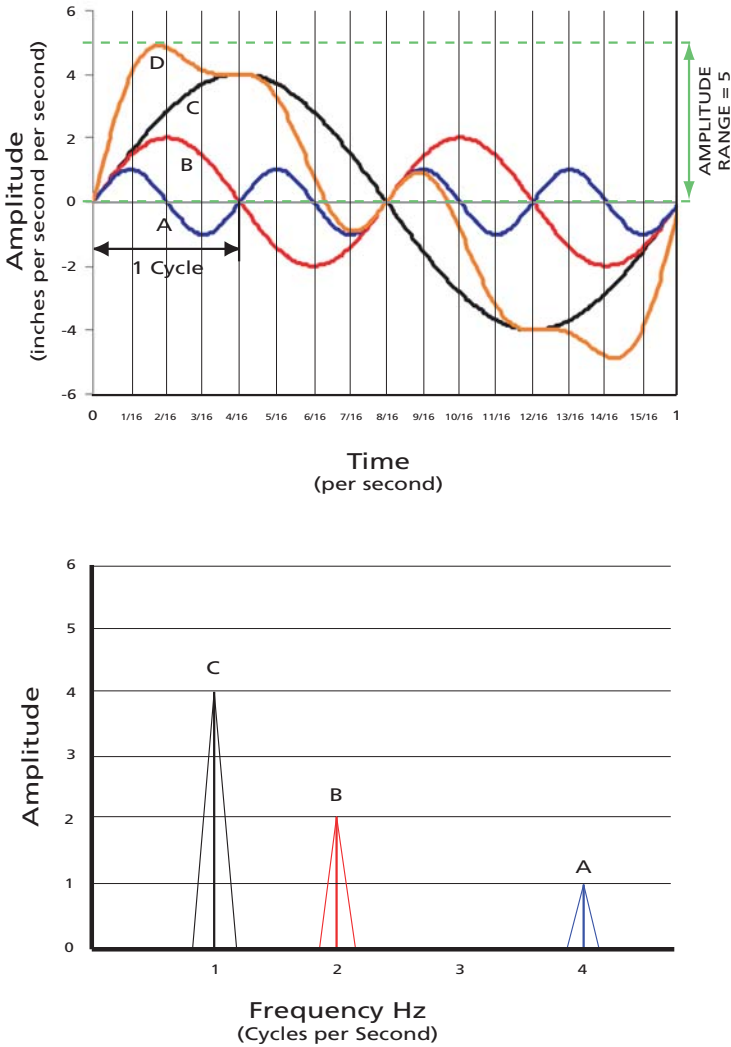 6
4
2
0
-2
-4
-6
Amplitude
(inches per second per second)
D
C
B
A
1 Cycle
AMPLITUDE
RANGE = 5
0 1/16 2/16 3/16 4/16 5/16 6/16 7/16 8/16 9/16 10/16 11/16 12/16 13/16 14/16 15/16 1
Time
(per second)
6
5
4
3
2
1
0
Amplitude
C
B
A
1 2 3 4
Frequency Hz
(Cycles per Second)